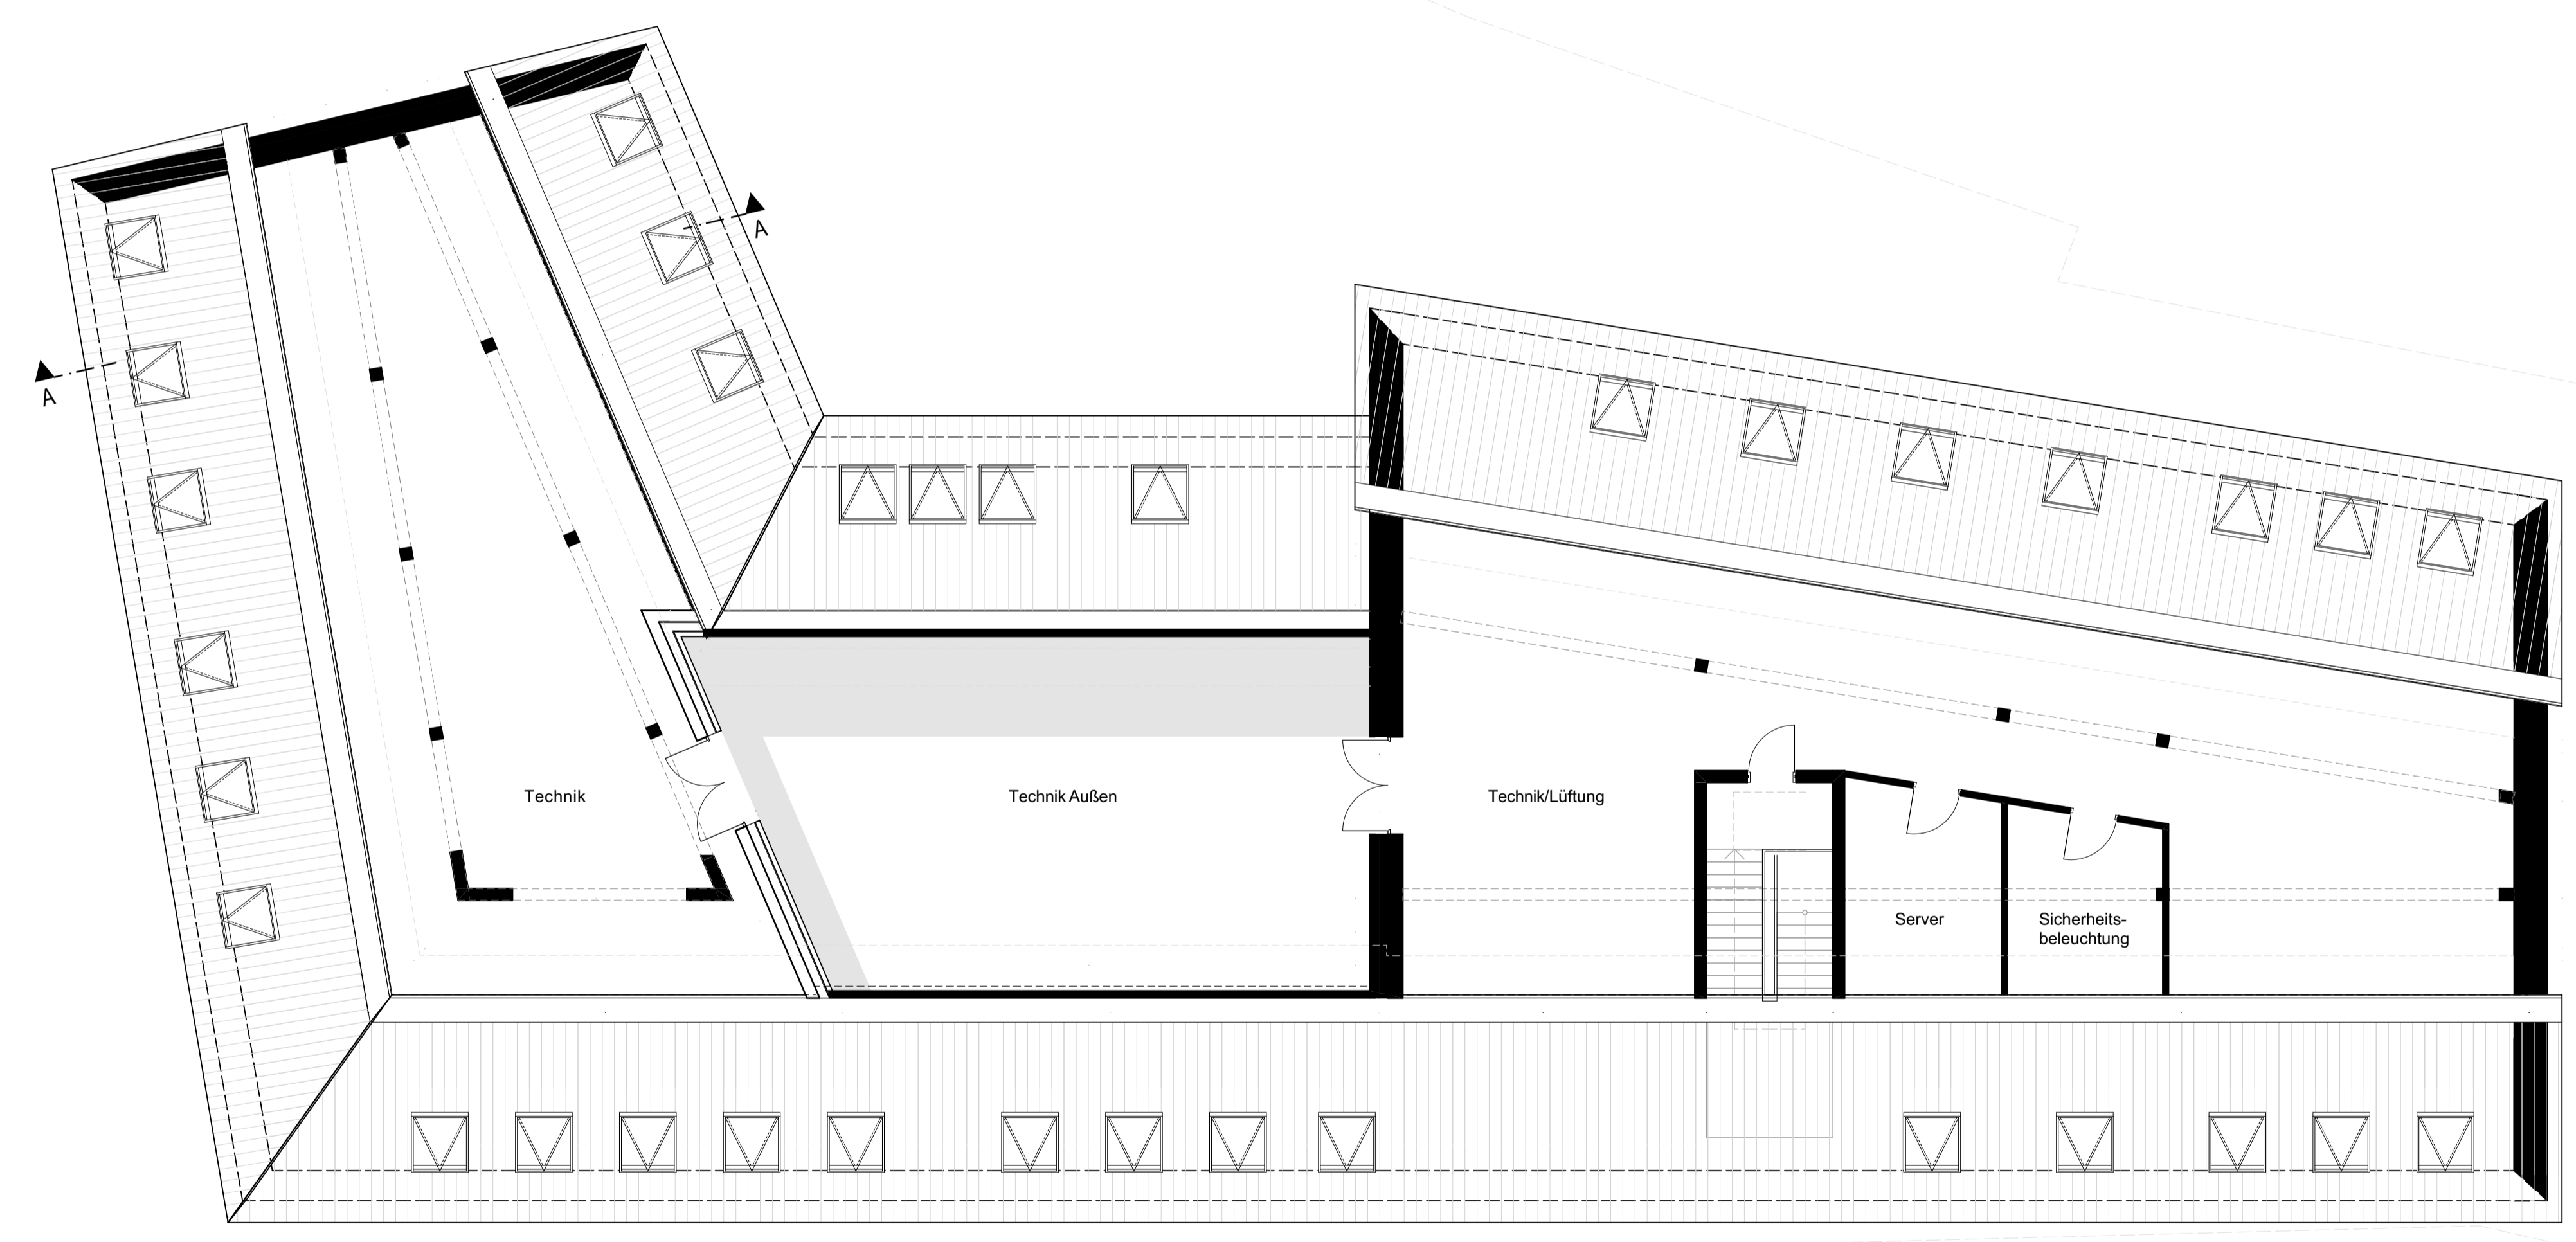 A
A
Technik
Technik Außen
Technik/Lüftung
Server
Sicherheits-
beleuchtung